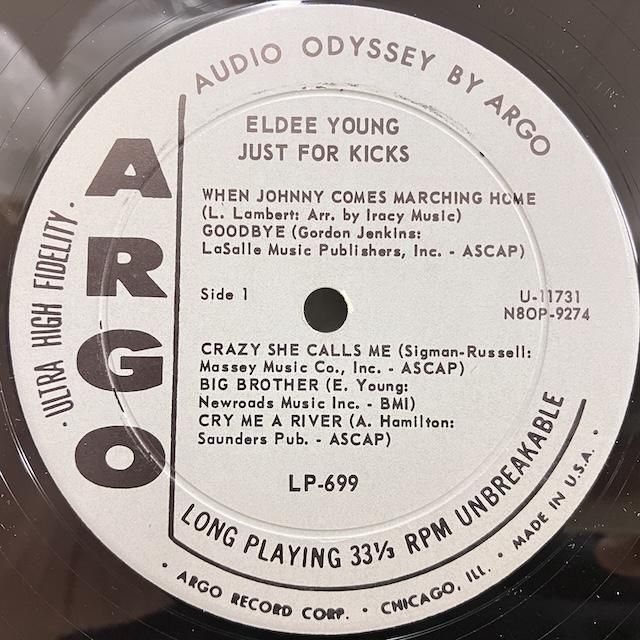 AUDIO ODYSSEY BY ARGO
ARGO
· ULTRA HIGH FIDELITY ·
ELDEE YOUNG
JUST FOR KICKS
WHEN JOHNNY COMES MARCHING HOME
(L. Lambert: Arr. by Iracy Music)
GOODBYE (Gordon Jenkins:
LaSalle Music Publishers, Inc. - ASCAP)
Side 1
U-11731
N8OP-9274
CRAZY SHE CALLS ME (Sigman-Russell:
Massey Music Co., Inc. - ASCAP)
BIG BROTHER (E. Young:
Newroads Music Inc. - BMI)
CRY ME A RIVER (A. Hamilton:
Saunders Pub. - ASCAP)
LP-699
LONG PLAYING 33⅓ RPM UNBREAKABLE
· ARGO RECORD CORP. · CHICAGO, ILL. · MADE IN U.S.A. ·